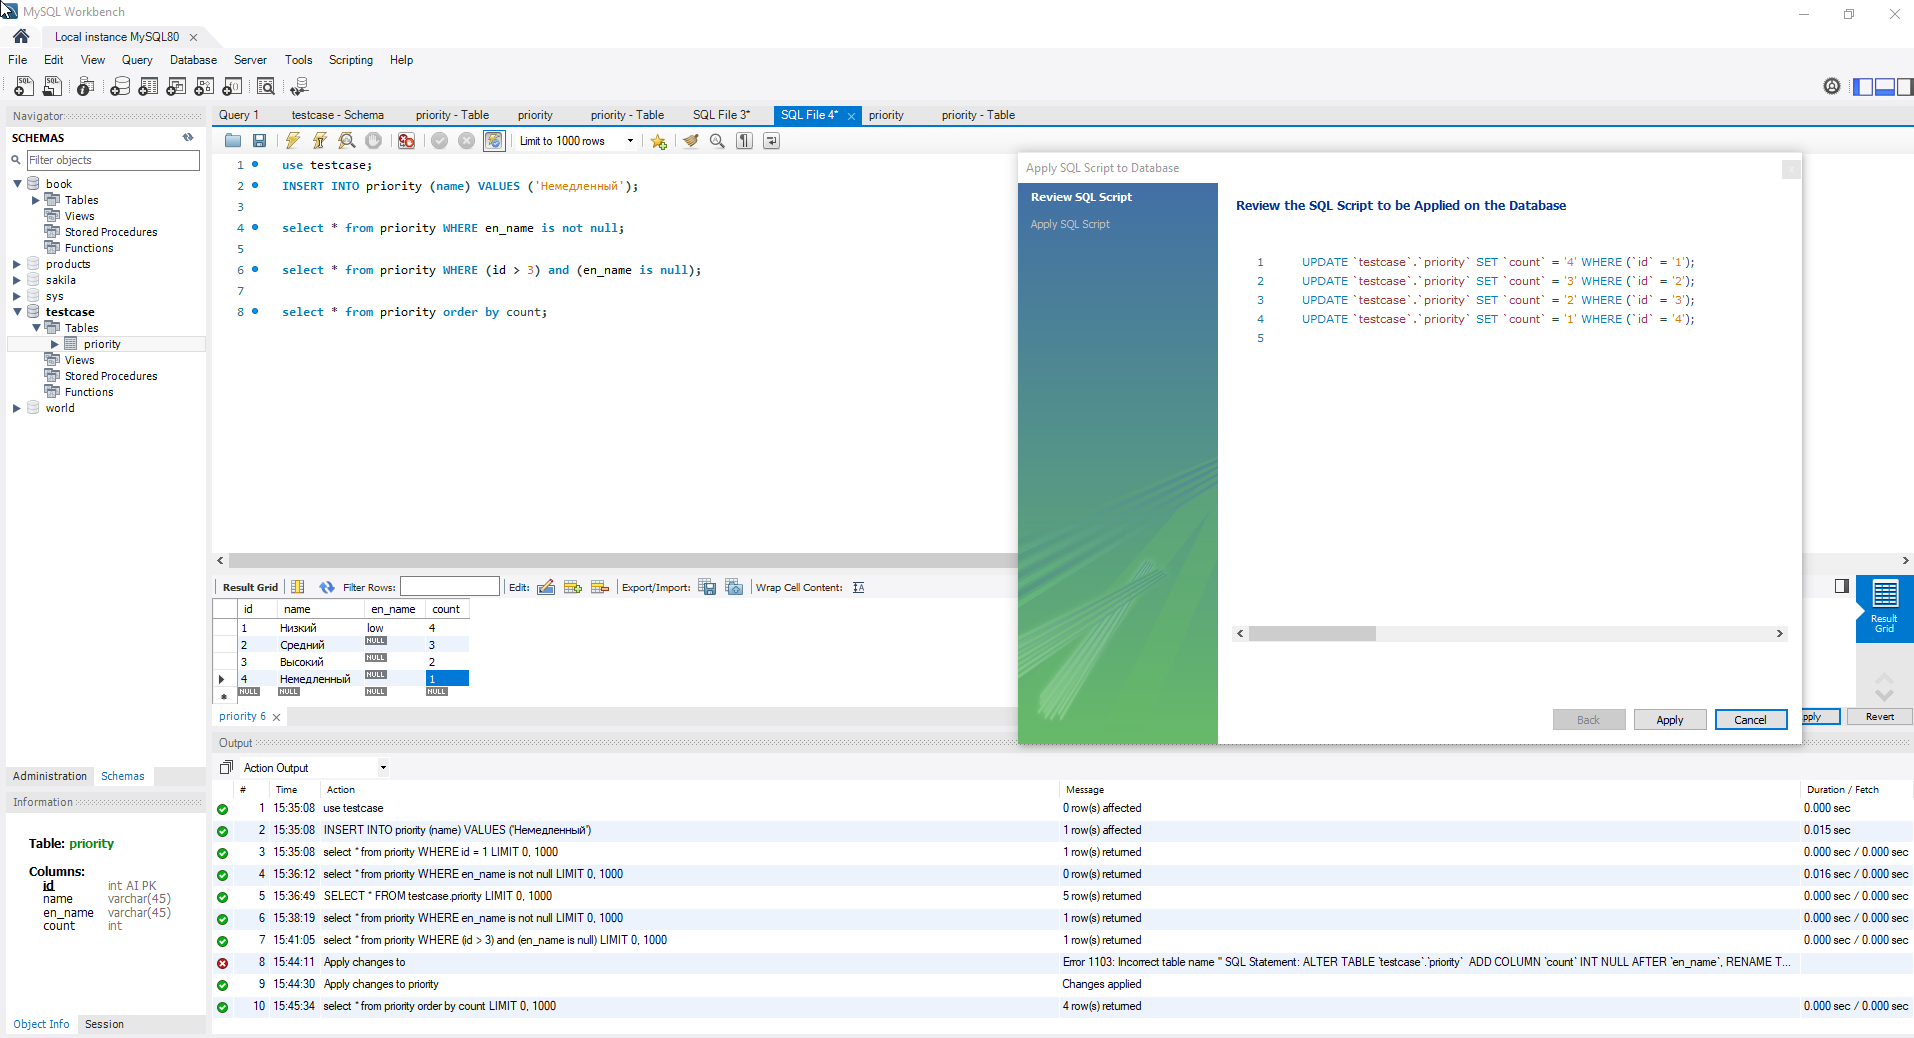 MySQL Workbench
Local instance MySQL80
File Edit View Query Database Server Tools Scripting Help
Navigator
SCHEMAS
Filter objects
book
Tables
Views
Stored Procedures
Functions
products
sakila
sys
testcase
Tables
priority
Views
Stored Procedures
Functions
world
Administration Schemas
Information
Table: priority
Columns:
id int AI PK
name varchar(45)
en_name varchar(45)
count int
Object Info Session
Query 1 testcase - Schema priority - Table priority priority - Table SQL File 3* SQL File 4* priority priority - Table
Limit to 1000 rows
1 use testcase;
2 INSERT INTO priority (name) VALUES ('Немедленный');
3
4 select * from priority WHERE en_name is not null;
5
6 select * from priority WHERE (id > 3) and (en_name is null);
7
8 select * from priority order by count;
Apply SQL Script to Database
Review SQL Script
Apply SQL Script
Review the SQL Script to be Applied on the Database
1 UPDATE `testcase`.`priority` SET `count` = '4' WHERE (`id` = '1');
2 UPDATE `testcase`.`priority` SET `count` = '3' WHERE (`id` = '2');
3 UPDATE `testcase`.`priority` SET `count` = '2' WHERE (`id` = '3');
4 UPDATE `testcase`.`priority` SET `count` = '1' WHERE (`id` = '4');
5
Back Apply Cancel
pply Revert
Result Grid Filter Rows: Edit: Export/Import: Wrap Cell Content:
Result
Grid
id name en_name count
1 Низкий low 4
2 Средний NULL 3
3 Высокий NULL 2
4 Немедленный NULL 1
NULL NULL NULL NULL
priority 6
Output
Action Output
# Time Action Message Duration / Fetch
1 15:35:08 use testcase 0 row(s) affected 0.000 sec
2 15:35:08 INSERT INTO priority (name) VALUES ('Немедленный') 1 row(s) affected 0.015 sec
3 15:35:08 select * from priority WHERE id = 1 LIMIT 0, 1000 1 row(s) returned 0.000 sec / 0.000 sec
4 15:36:12 select * from priority WHERE en_name is not null LIMIT 0, 1000 0 row(s) returned 0.016 sec / 0.000 sec
5 15:36:49 SELECT * FROM testcase.priority LIMIT 0, 1000 5 row(s) returned 0.000 sec / 0.000 sec
6 15:38:19 select * from priority WHERE en_name is not null LIMIT 0, 1000 1 row(s) returned 0.000 sec / 0.000 sec
7 15:41:05 select * from priority WHERE (id > 3) and (en_name is null) LIMIT 0, 1000 1 row(s) returned 0.000 sec / 0.000 sec
8 15:44:11 Apply changes to Error 1103: Incorrect table name '' SQL Statement: ALTER TABLE `testcase`.`priority` ADD COLUMN `count` INT NULL AFTER `en_name`, RENAME T...
9 15:44:30 Apply changes to priority Changes applied
10 15:45:34 select * from priority order by count LIMIT 0, 1000 4 row(s) returned 0.000 sec / 0.000 sec